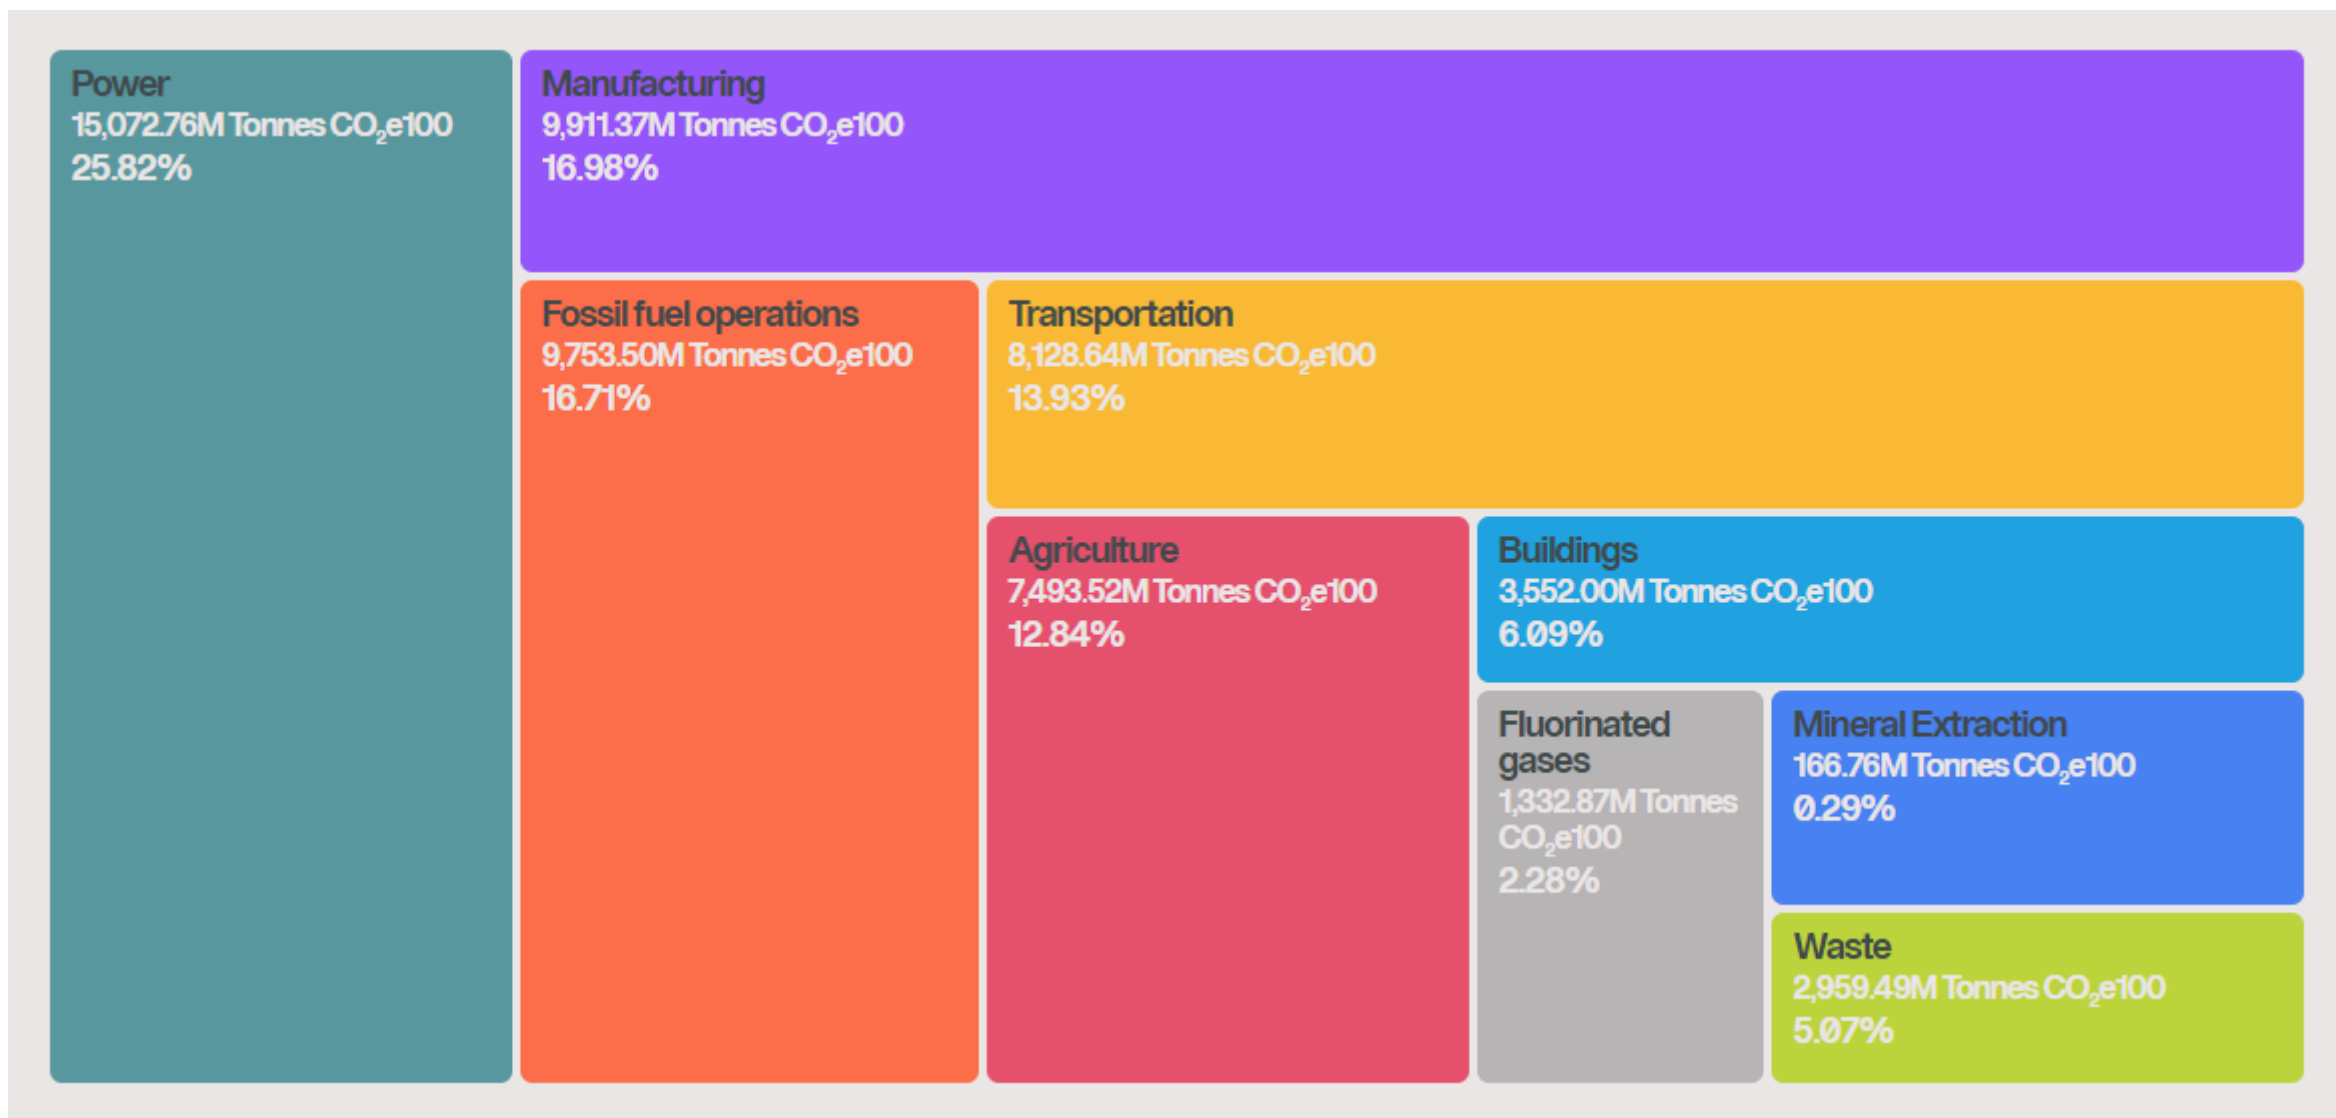 Power
15,072.76M Tonnes CO₂e100
25.82%
Manufacturing
9,911.37M Tonnes CO₂e100
16.98%
Fossil fuel operations
9,753.50M Tonnes CO₂e100
16.71%
Transportation
8,128.64M Tonnes CO₂e100
13.93%
Agriculture
7,493.52M Tonnes CO₂e100
12.84%
Buildings
3,552.00M Tonnes CO₂e100
6.09%
Fluorinated
gases
1,332.87M Tonnes
CO₂e100
2.28%
Mineral Extraction
166.76M Tonnes CO₂e100
0.29%
Waste
2,959.49M Tonnes CO₂e100
5.07%